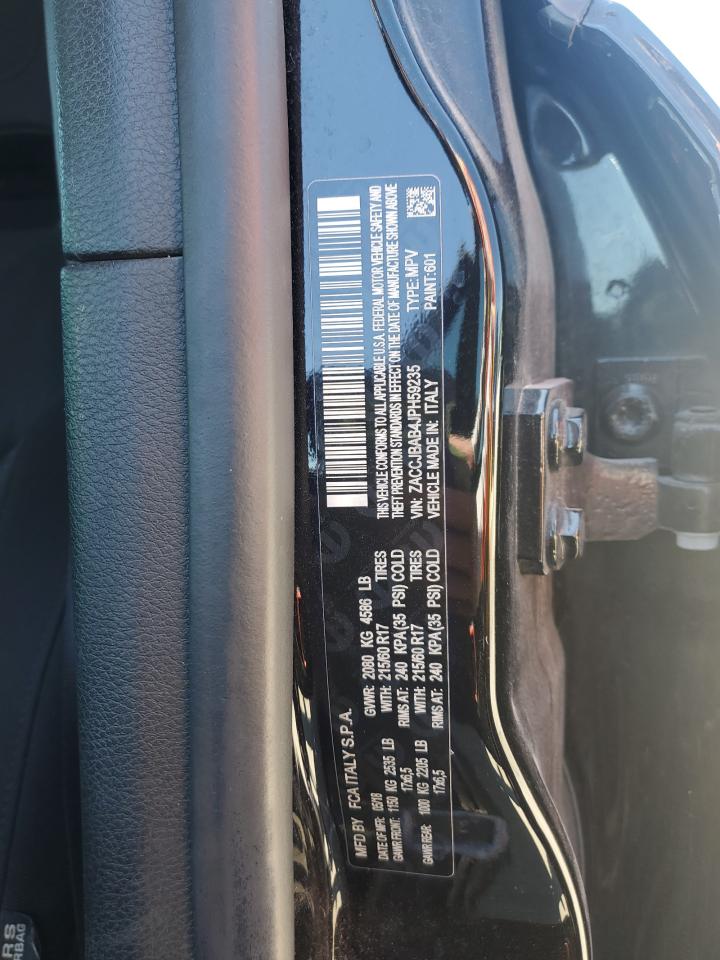 MFD BY FCA ITALY S.P.A.
DATE OF MFR: 05/18 GVWR: 2080 KG 4586 LB
GAWR FRONT: 1150 KG 2535 LB WITH: 215/60 R17 TIRES
17x6,5 RIMS AT: 240 KPA(35 PSI) COLD
GAWR REAR: 1000 KG 2205 LB WITH: 215/60 R17 TIRES
17x6,5 RIMS AT: 240 KPA(35 PSI) COLD
THIS VEHICLE CONFORMS TO ALL APPLICABLE U.S.A. FEDERAL MOTOR VEHICLE SAFETY AND
THEFT PREVENTION STANDARDS IN EFFECT ON THE DATE OF MANUFACTURE SHOWN ABOVE
VIN: ZACCJBAB4JPH59235 TYPE: MPV
VEHICLE MADE IN: ITALY PAINT: 601
RS
RBAG